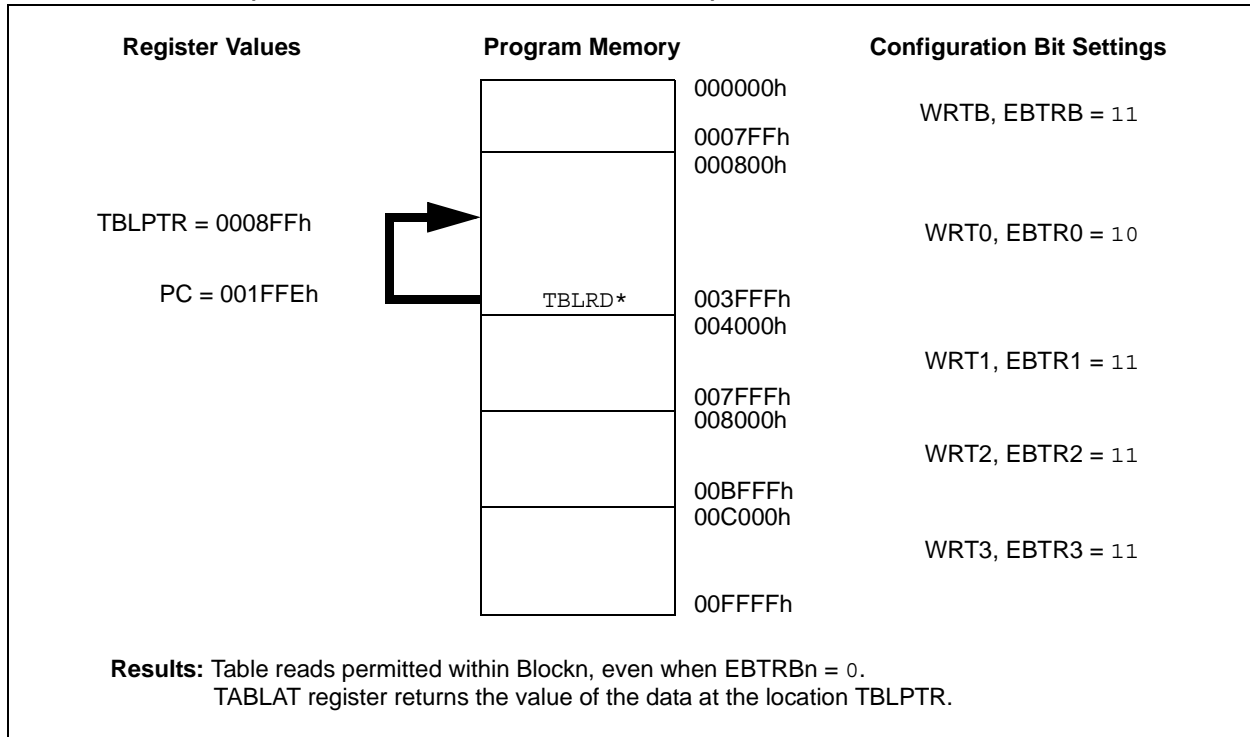 Register Values Program Memory Configuration Bit Settings
000000h
WRTB, EBTRB = 11
0007FFh
000800h
TBLPTR = 0008FFh
WRT0, EBTR0 = 10
PC = 001FFEh
TBLRD*
003FFFh
004000h
WRT1, EBTR1 = 11
007FFFh
008000h
WRT2, EBTR2 = 11
00BFFFh
00C000h
WRT3, EBTR3 = 11
00FFFFh
Results: Table reads permitted within Blockn, even when EBTRBn = 0.
TABLAT register returns the value of the data at the location TBLPTR.